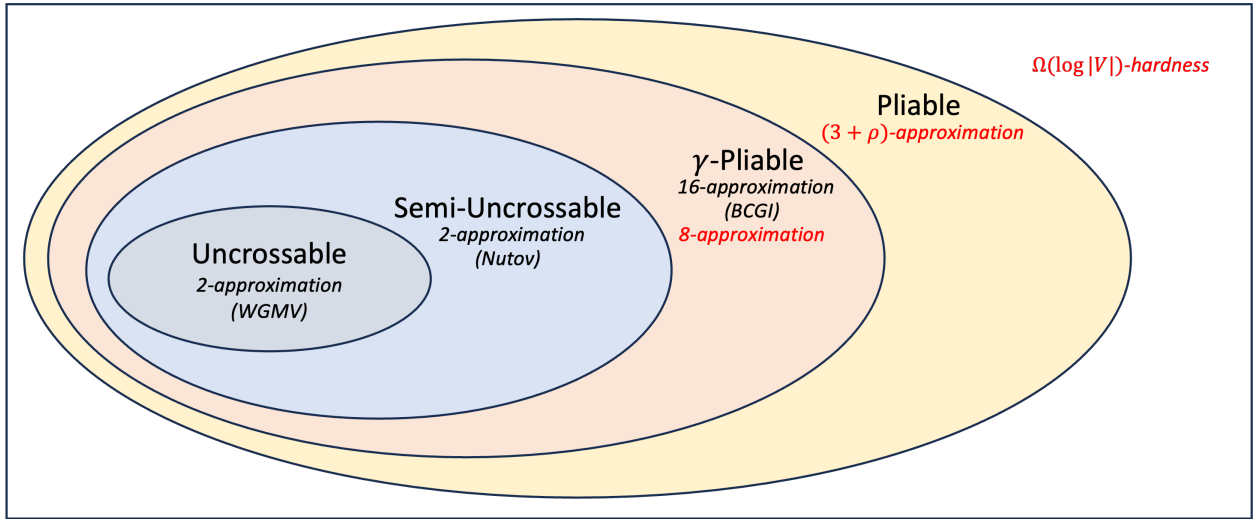 Ω(log |V|)-hardness
Pliable
(3 + ρ)-approximation
γ-Pliable
16-approximation
(BCGI)
8-approximation
Semi-Uncrossable
2-approximation
(Nutov)
Uncrossable
2-approximation
(WGMV)